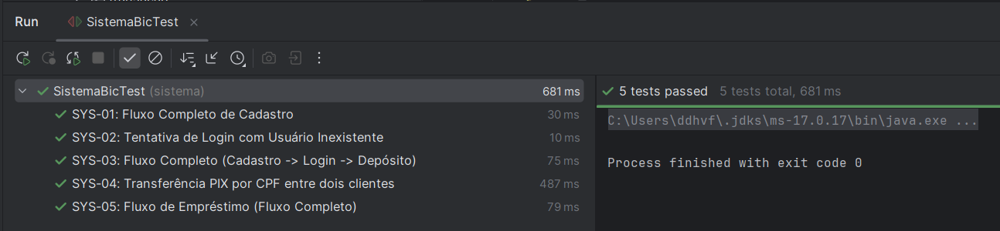 Run SistemaBicTest
SistemaBicTest (sistema) 681 ms
SYS-01: Fluxo Completo de Cadastro 30 ms
SYS-02: Tentativa de Login com Usuário Inexistente 10 ms
SYS-03: Fluxo Completo (Cadastro -> Login -> Depósito) 75 ms
SYS-04: Transferência PIX por CPF entre dois clientes 487 ms
SYS-05: Fluxo de Empréstimo (Fluxo Completo) 79 ms
5 tests passed 5 tests total, 681 ms
C:\Users\ddhvf\.jdks\ms-17.0.17\bin\java.exe ...
Process finished with exit code 0